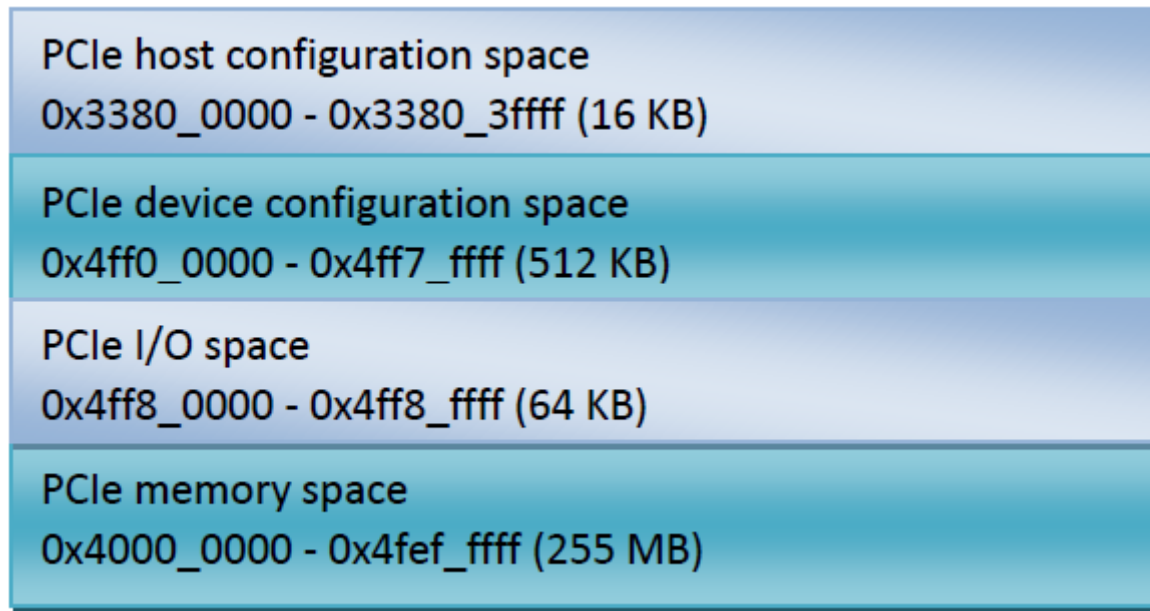 PCIe host configuration space
0x3380_0000 - 0x3380_3ffff (16 KB)
PCIe device configuration space
0x4ff0_0000 - 0x4ff7_ffff (512 KB)
PCIe I/O space
0x4ff8_0000 - 0x4ff8_ffff (64 KB)
PCIe memory space
0x4000_0000 - 0x4fef_ffff (255 MB)